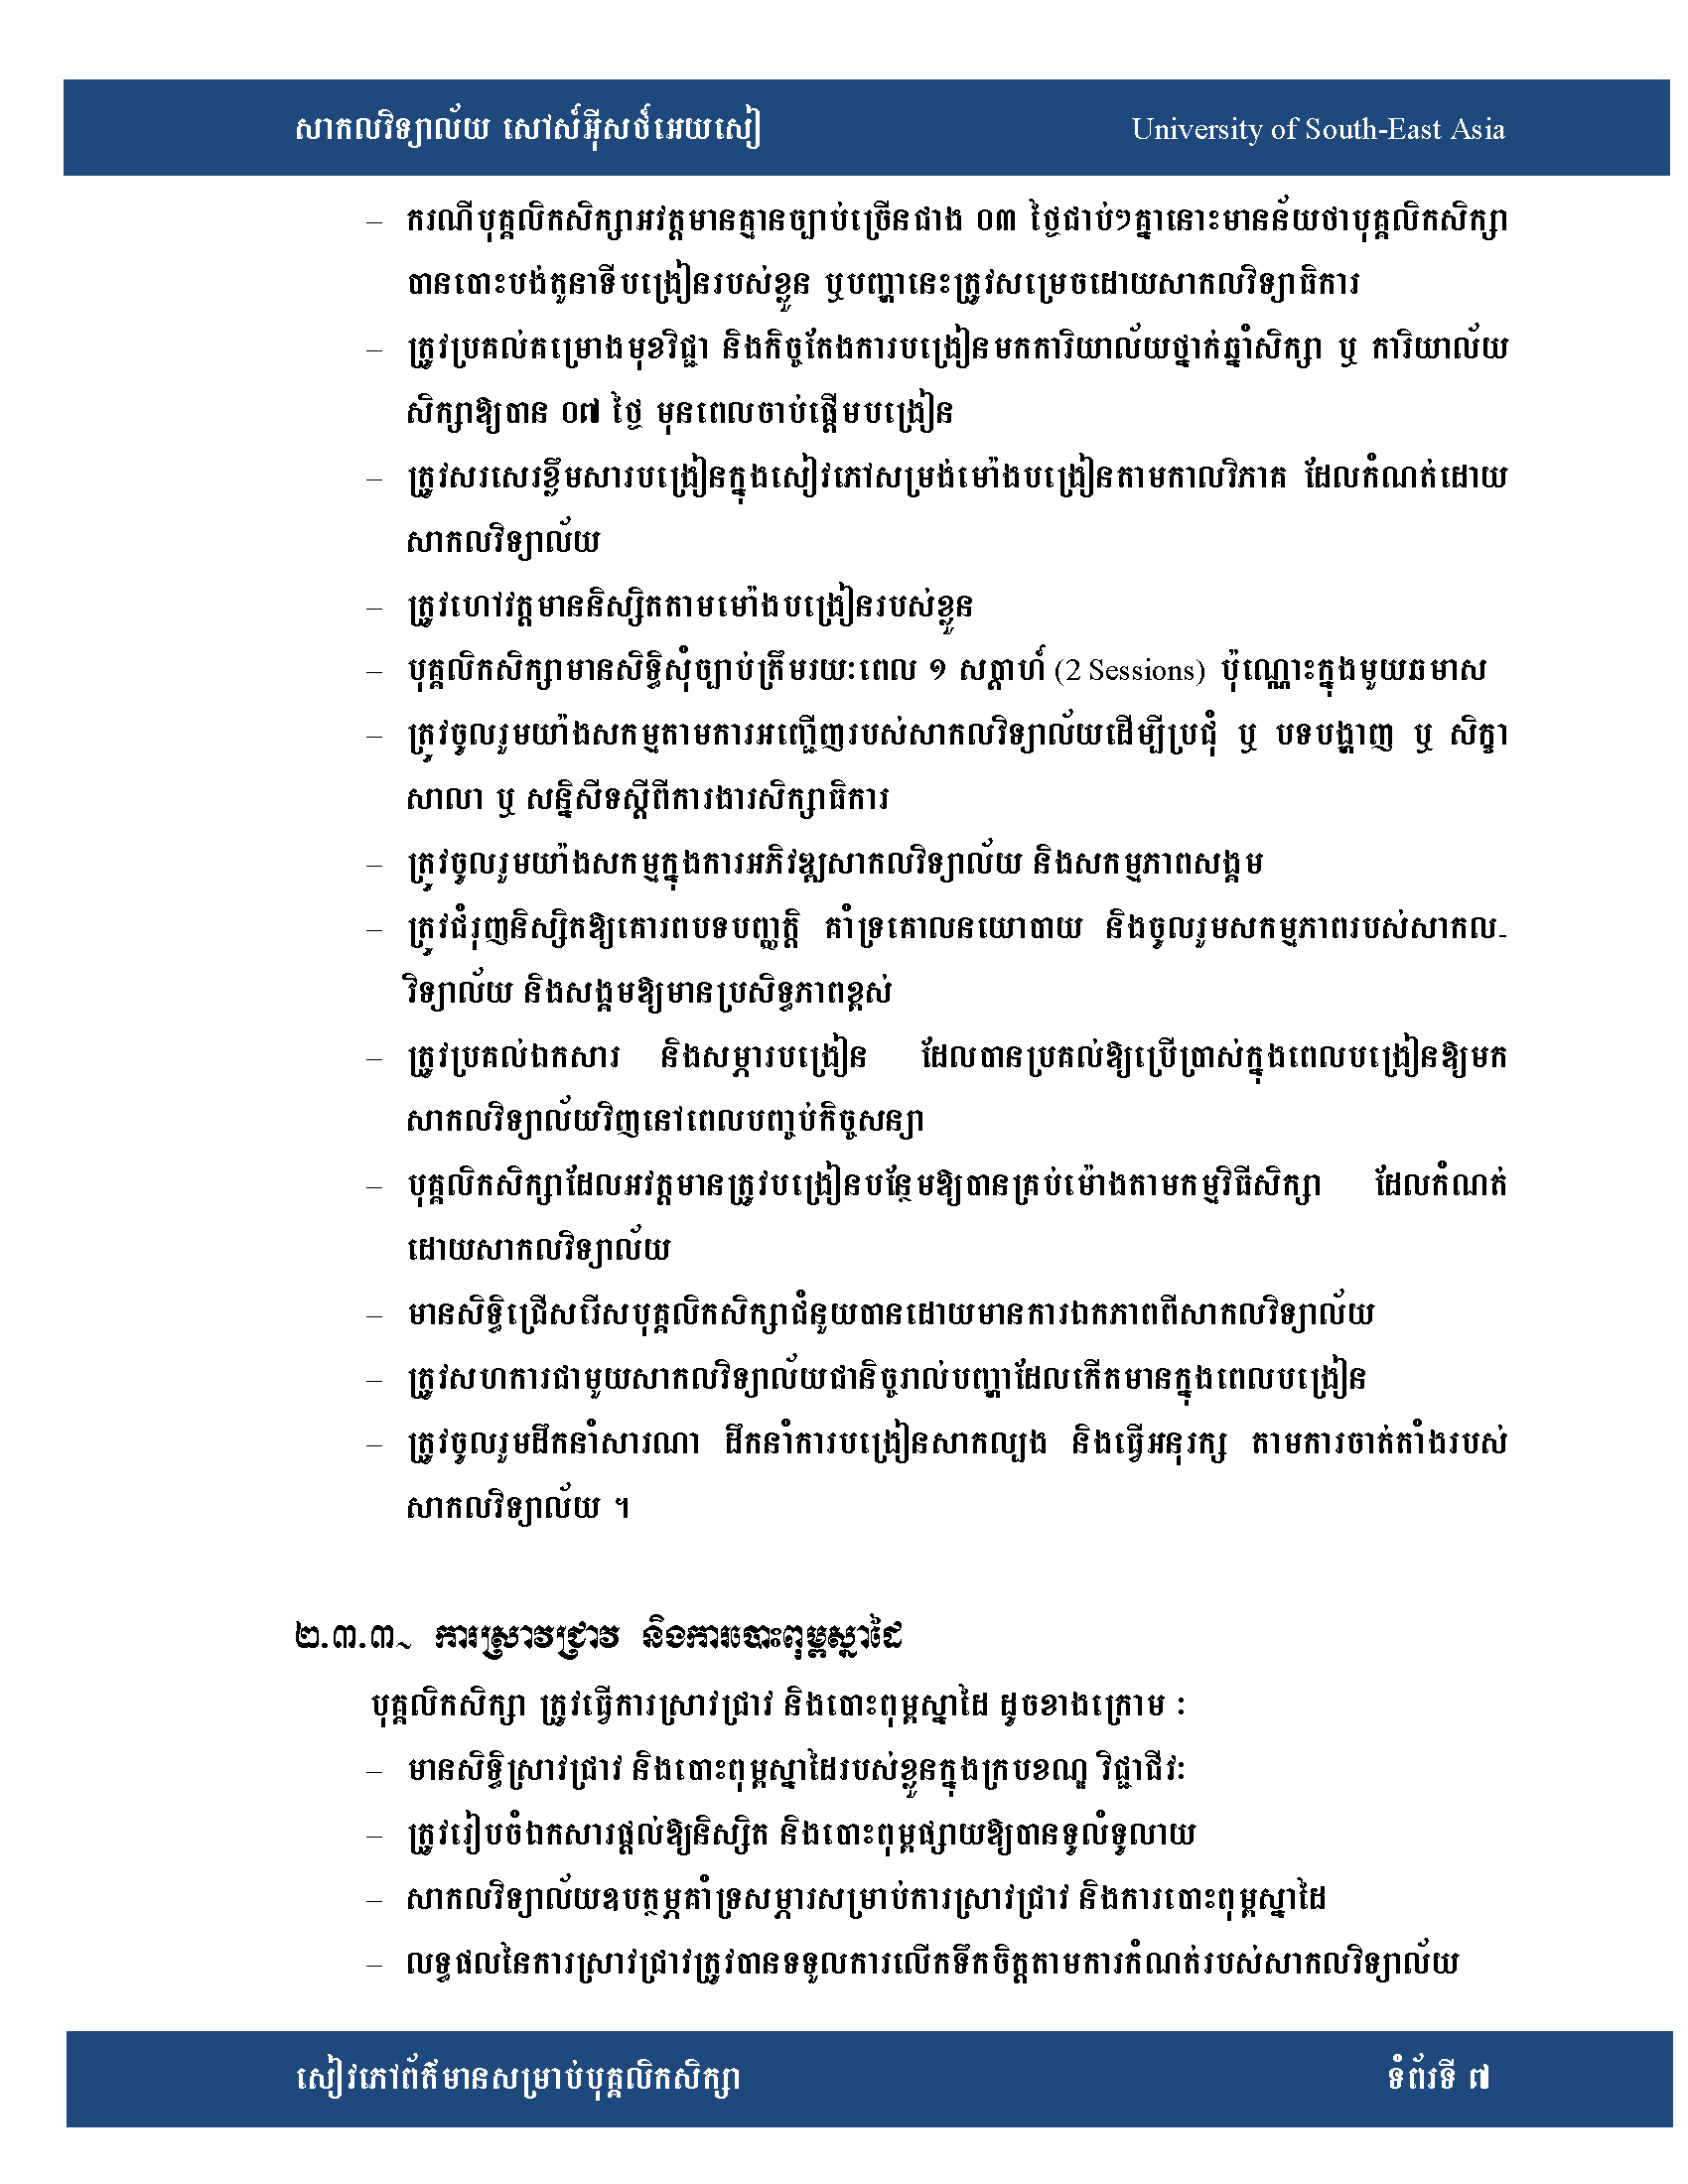 សាកលវិទ្យាល័យ សៅស៍អ៊ីសថ៍អេយសៀ University of South-East Asia
– ករណីបុគ្គលិកសិក្សាអវត្តមានគ្មានច្បាប់ច្រើនជាង ០៣ ថ្ងៃជាប់ៗគ្នានោះមានន័យថាបុគ្គលិកសិក្សា
បានបោះបង់តួនាទីបង្រៀនរបស់ខ្លួន ឬបញ្ហានេះត្រូវសម្រេចដោយសាកលវិទ្យាធិការ
– ត្រូវប្រគល់គម្រោងមុខវិជ្ជា និងកិច្ចតែងការបង្រៀនមកការិយាល័យថ្នាក់ឆ្នាំសិក្សា ឬ ការិយាល័យ
សិក្សាឱ្យបាន ០៧ ថ្ងៃ មុនពេលចាប់ផ្តើមបង្រៀន
– ត្រូវសរសេរខ្លឹមសារបង្រៀនក្នុងសៀវភៅសម្រង់ម៉ោងបង្រៀនតាមកាលវិភាគ ដែលកំណត់ដោយ
សាកលវិទ្យាល័យ
– ត្រូវហៅវត្តមាននិស្សិតតាមម៉ោងបង្រៀនរបស់ខ្លួន
– បុគ្គលិកសិក្សាមានសិទ្ធិសុំច្បាប់ត្រឹមរយៈពេល ១ សប្តាហ៍ (2 Sessions) ប៉ុណ្ណោះក្នុងមួយឆមាស
– ត្រូវចូលរួមយ៉ាងសកម្មតាមការអញ្ជើញរបស់សាកលវិទ្យាល័យដើម្បីប្រជុំ ឬ បទបង្ហាញ ឬ សិក្ខា
សាលា ឬ សន្និសីទស្តីពីការងារសិក្សាធិការ
– ត្រូវចូលរួមយ៉ាងសកម្មក្នុងការអភិវឌ្ឍសាកលវិទ្យាល័យ និងសកម្មភាពសង្គម
– ត្រូវជំរុញនិស្សិតឱ្យគោរពបទបញ្ញត្តិ គាំទ្រគោលនយោបាយ និងចូលរួមសកម្មភាពរបស់សាកល-
វិទ្យាល័យ និងសង្គមឱ្យមានប្រសិទ្ធភាពខ្ពស់
– ត្រូវប្រគល់ឯកសារ និងសម្ភារបង្រៀន ដែលបានប្រគល់ឱ្យប្រើប្រាស់ក្នុងពេលបង្រៀនឱ្យមក
សាកលវិទ្យាល័យវិញនៅពេលបញ្ចប់កិច្ចសន្យា
– បុគ្គលិកសិក្សាដែលអវត្តមានត្រូវបង្រៀនបន្ថែមឱ្យបានគ្រប់ម៉ោងតាមកម្មវិធីសិក្សា ដែលកំណត់
ដោយសាកលវិទ្យាល័យ
– មានសិទ្ធិជ្រើសរើសបុគ្គលិកសិក្សាជំនួយបានដោយមានការឯកភាពពីសាកលវិទ្យាល័យ
– ត្រូវសហការជាមួយសាកលវិទ្យាល័យជានិច្ចរាល់បញ្ហាដែលកើតមានក្នុងពេលបង្រៀន
– ត្រូវចូលរួមដឹកនាំសារណា ដឹកនាំការបង្រៀនសាកល្បង និងធ្វើអនុរក្ស តាមការចាត់តាំងរបស់
សាកលវិទ្យាល័យ ។
២.៣.៣~ ការស្រាវជ្រាវ និងការបោះពុម្ពស្នាដៃ
បុគ្គលិកសិក្សា ត្រូវធ្វើការស្រាវជ្រាវ និងបោះពុម្ពស្នាដៃ ដូចខាងក្រោម :
– មានសិទ្ធិស្រាវជ្រាវ និងបោះពុម្ពស្នាដៃរបស់ខ្លួនក្នុងក្របខណ្ឌ វិជ្ជាជីវៈ
– ត្រូវរៀបចំឯកសារផ្តល់ឱ្យនិស្សិត និងបោះពុម្ពផ្សាយឱ្យបានទូលំទូលាយ
– សាកលវិទ្យាល័យឧបត្ថម្ភគាំទ្រសម្ភារសម្រាប់ការស្រាវជ្រាវ និងការបោះពុម្ពស្នាដៃ
– លទ្ធផលនៃការស្រាវជ្រាវត្រូវបានទទួលការលើកទឹកចិត្តតាមការកំណត់របស់សាកលវិទ្យាល័យ
សៀវភៅព័ត៌មានសម្រាប់បុគ្គលិកសិក្សា ទំព័រទី ៧